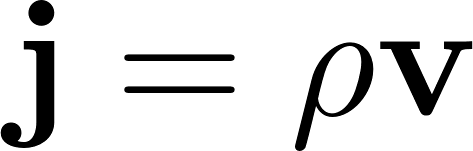 𝐣 = ρ𝐯